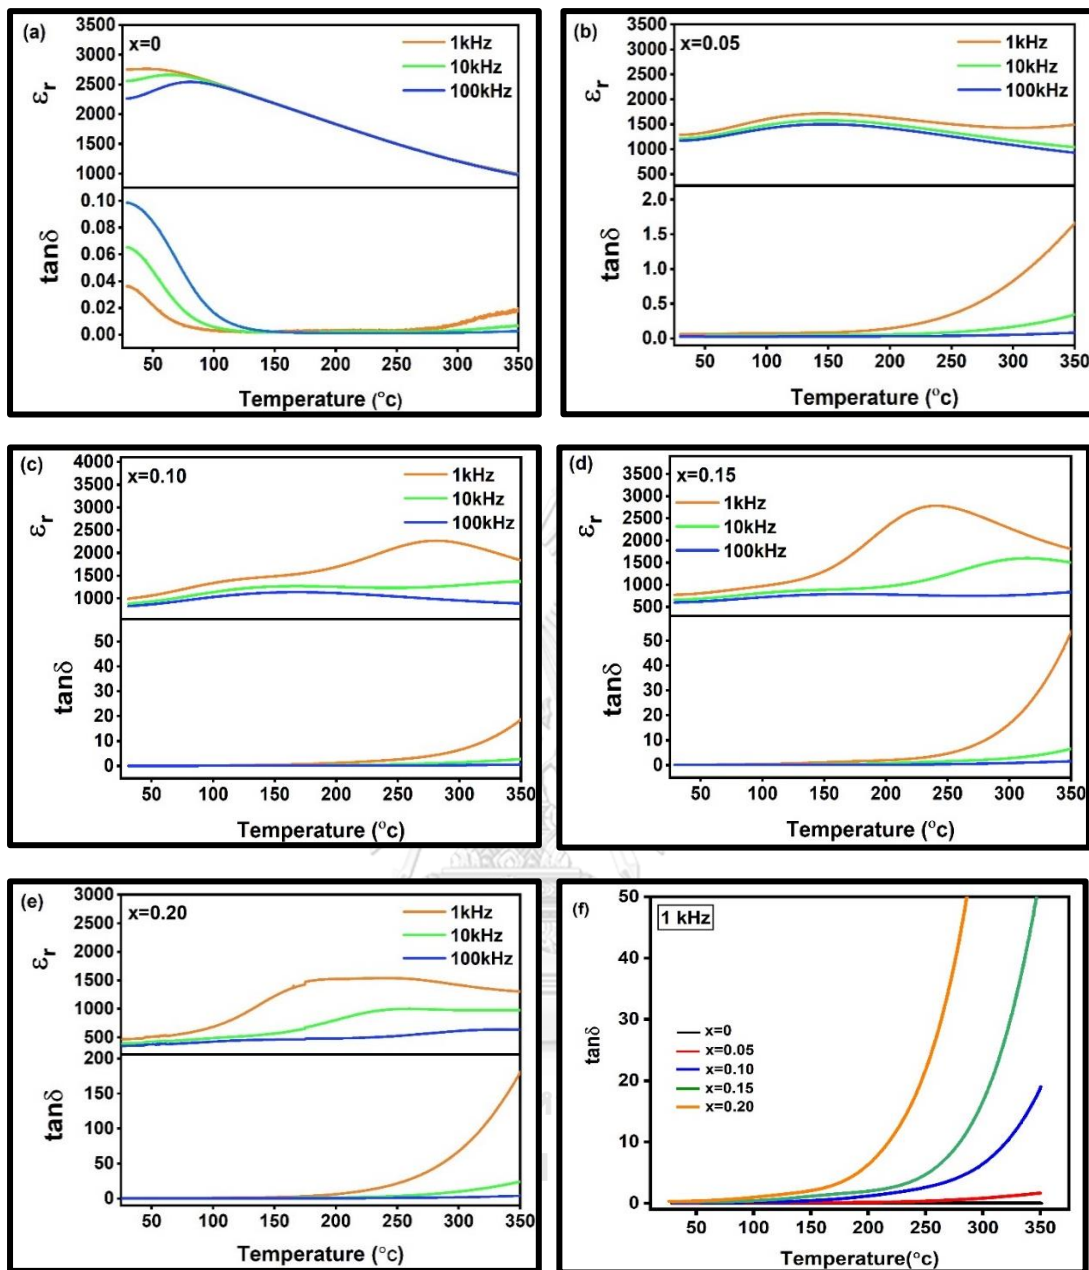 (a)
x=0
1kHz
10kHz
100kHz
3500
3000
2500
2000
1500
1000
εr
0.10
0.08
0.06
0.04
0.02
0.00
tanδ
50 100 150 200 250 300 350
Temperature (°c)
(b)
x=0.05
1kHz
10kHz
100kHz
3500
3000
2500
2000
1500
1000
500
εr
2.0
1.5
1.0
0.5
0.0
tanδ
50 100 150 200 250 300 350
Temperature (°c)
(c)
x=0.10
1kHz
10kHz
100kHz
4000
3500
3000
2500
2000
1500
1000
εr
50
40
30
20
10
0
tanδ
50 100 150 200 250 300 350
Temperature (°c)
(d)
x=0.15
1kHz
10kHz
100kHz
3500
3000
2500
2000
1500
1000
500
εr
50
40
30
20
10
0
tanδ
50 100 150 200 250 300 350
Temperature (°c)
(e)
x=0.20
1kHz
10kHz
100kHz
3000
2500
2000
1500
1000
500
εr
200
150
100
50
0
tanδ
50 100 150 200 250 300 350
Temperature (°c)
(f)
1 kHz
x=0
x=0.05
x=0.10
x=0.15
x=0.20
50
40
30
20
10
0
tanδ
50 100 150 200 250 300 350
Temperature(°c)